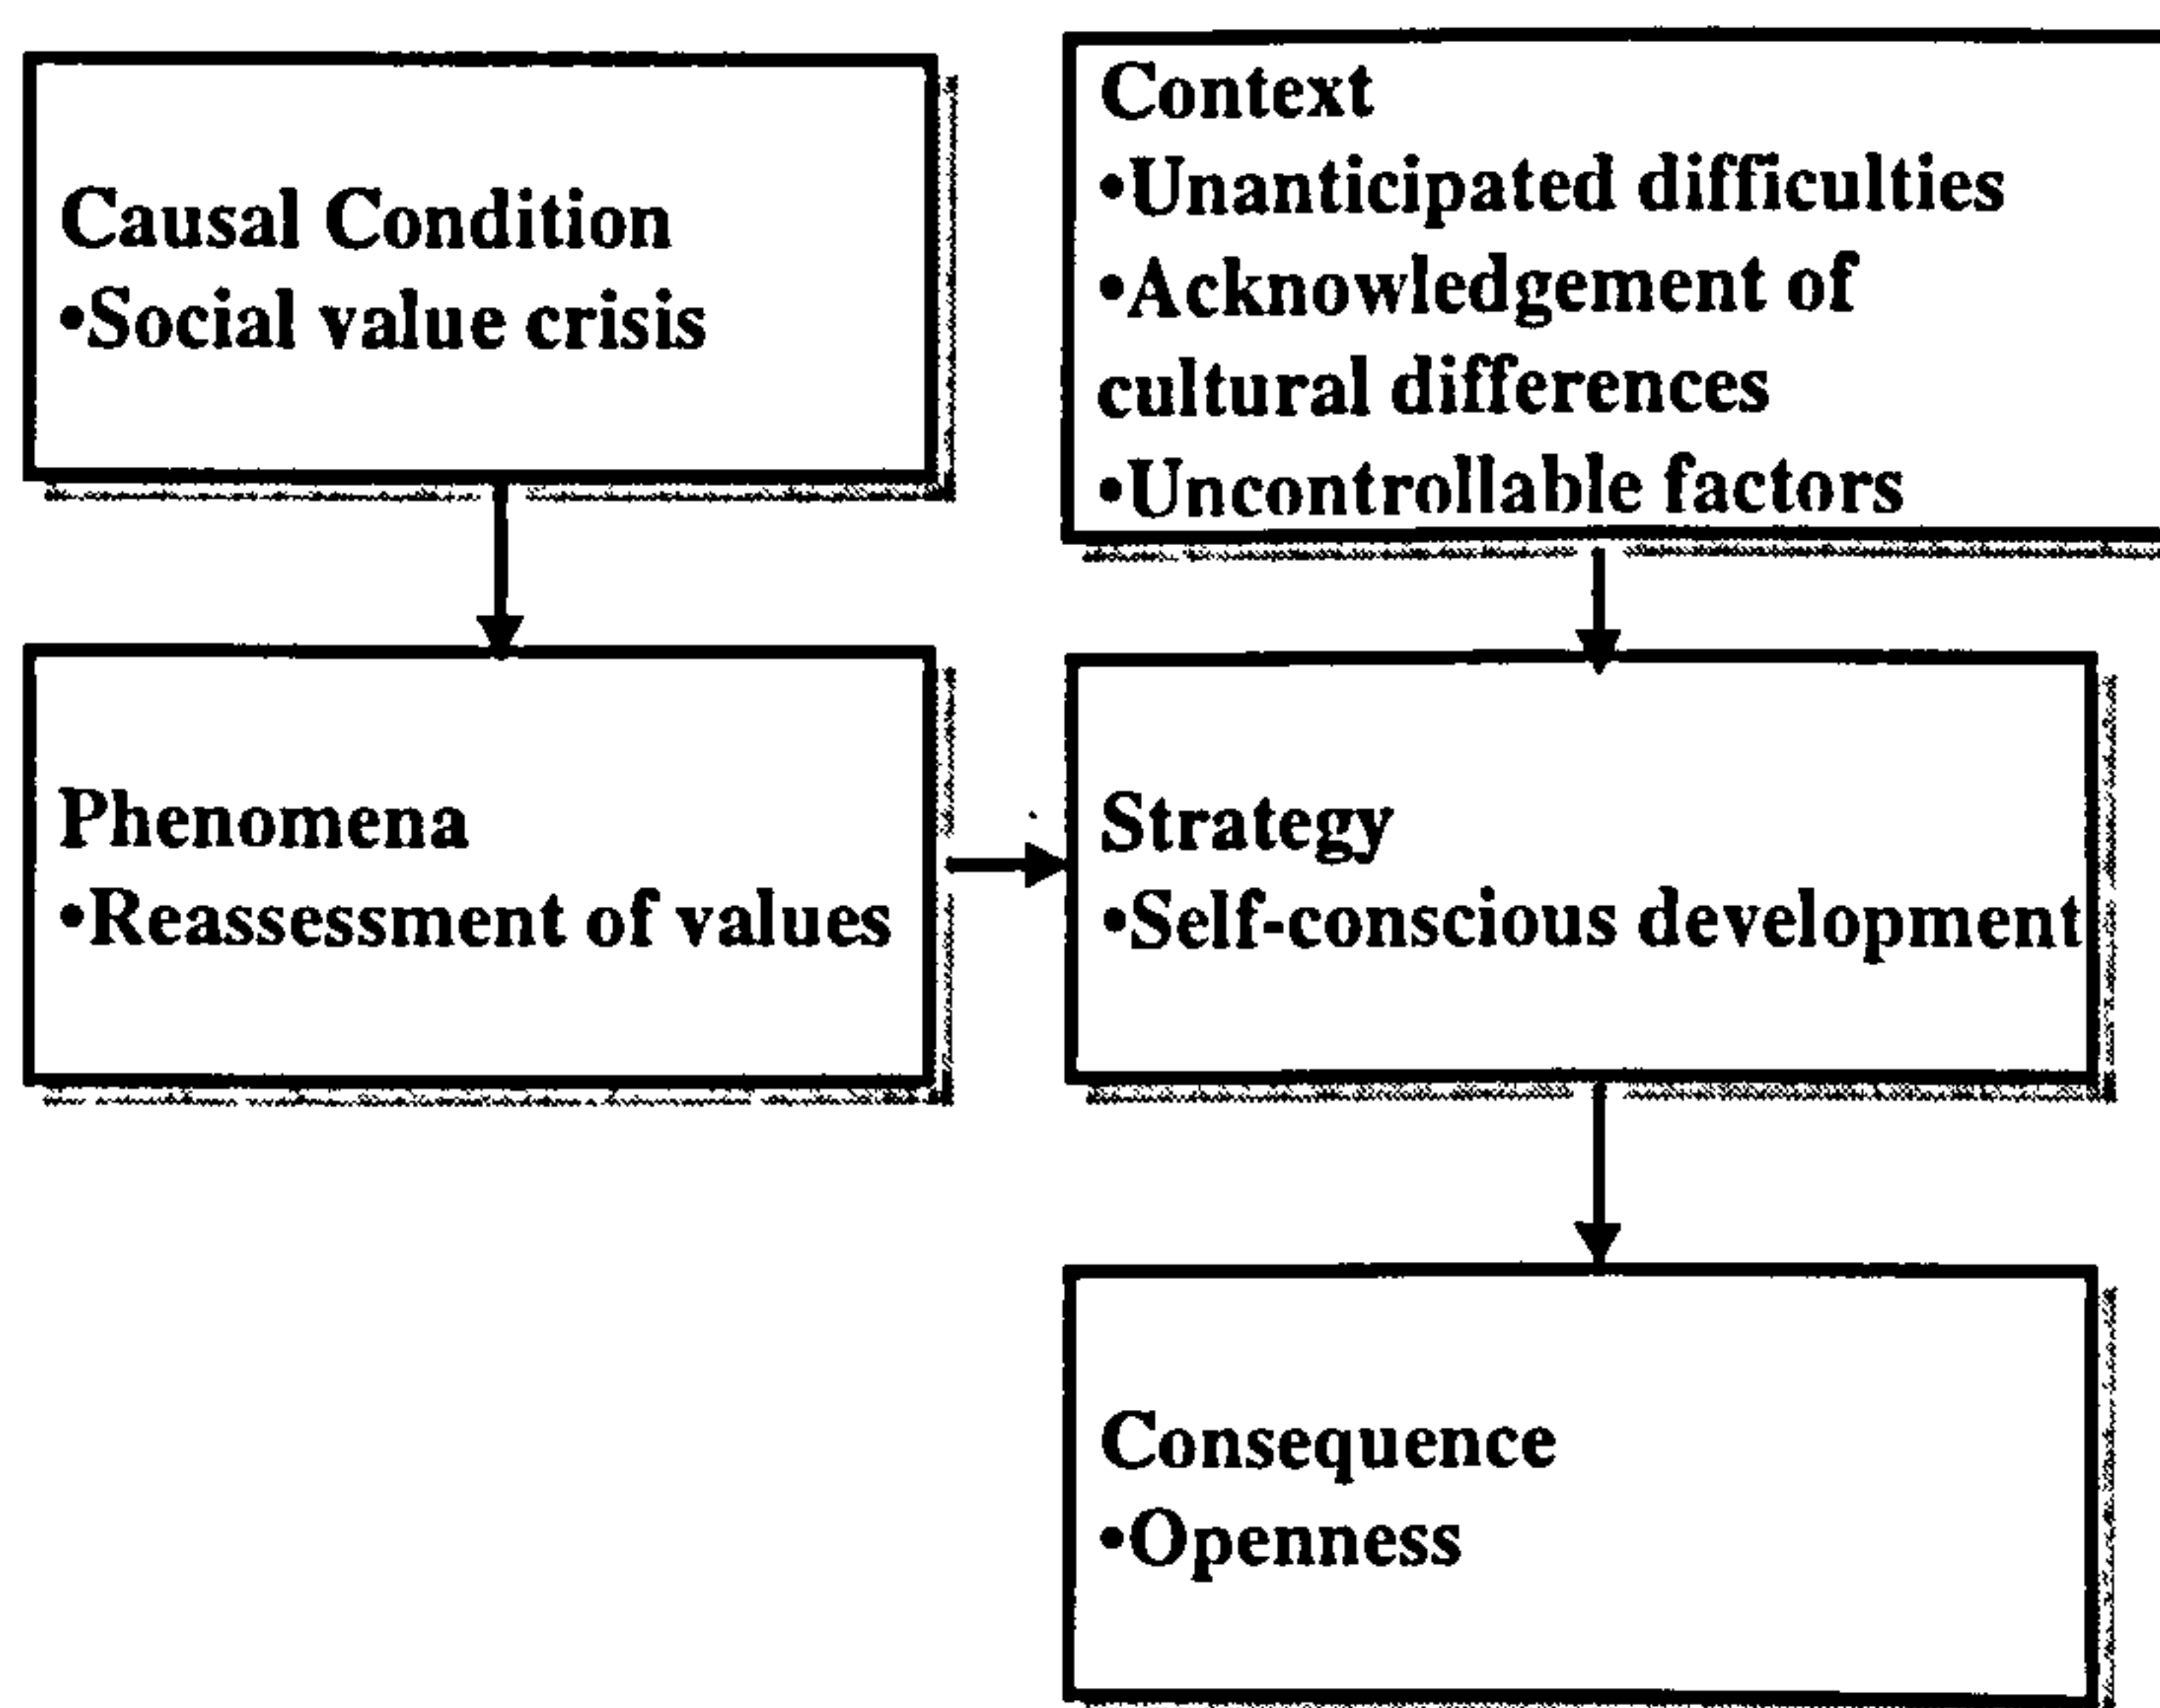 Causal Condition
•Social value crisis
Context
•Unanticipated difficulties
•Acknowledgement of
cultural differences
•Uncontrollable factors
Phenomena
•Reassessment of values
Strategy
•Self-conscious development
Consequence
•Openness